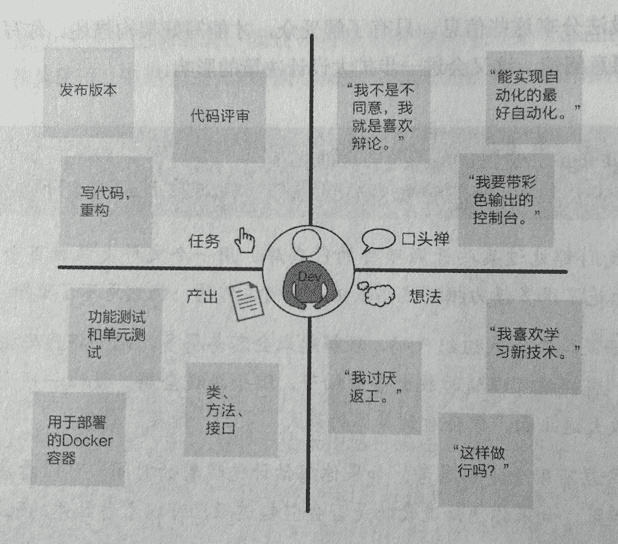 发布版本
代码评审
写代码，
重构
任务
“我不是不
同意，我
就是喜欢
辩论。”
“能实现自
动化的最
好自动化。”
“我要带彩
色输出的
控制台。”
口头禅
Dev
产出
功能测试
和单元测
试
类、
方法、
接口
用于部署
的Docker
容器
想法
“我喜欢学
习新技术。”
“我讨厌
返工。”
“这样做
行吗？”